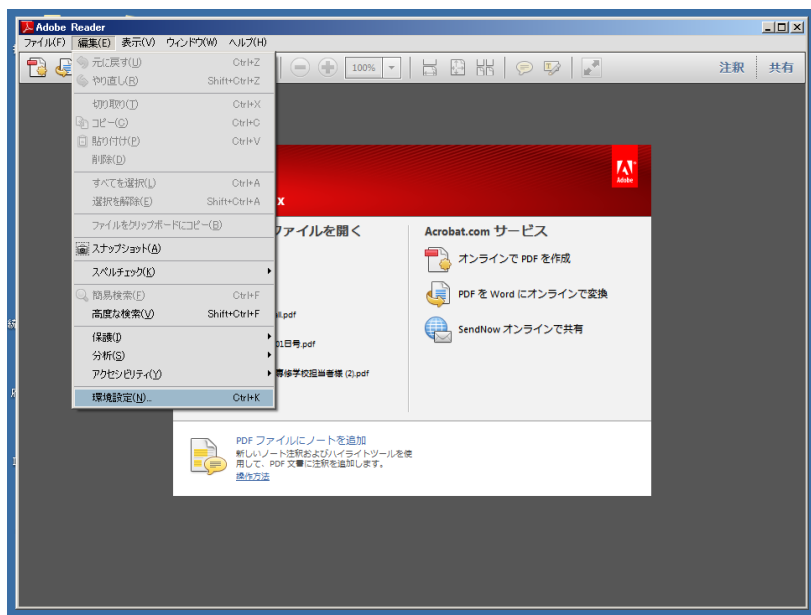 Adobe Reader
ファイル(F) 編集(E) 表示(V) ウィンドウ(W) ヘルプ(H)
元に戻す(U) Ctrl+Z
やり直し(R) Shift+Ctrl+Z
切り取り(T) Ctrl+X
コピー(C) Ctrl+C
貼り付け(P) Ctrl+V
削除(D)
すべてを選択(L) Ctrl+A
選択を解除(E) Shift+Ctrl+A
ファイルをクリップボードにコピー(B)
スナップショット(A)
スペルチェック(K)
簡易検索(F) Ctrl+F
高度な検索(V) Shift+Ctrl+F
保護(I)
分析(S)
アクセシビリティ(Y)
環境設定(N)... Ctrl+K
100%
注釈 共有
Adobe
x
ファイルを開く
ail.pdf
01日号.pdf
専修学校担当者様 (2).pdf
Acrobat.com サービス
オンラインで PDF を作成
PDF を Word にオンラインで変換
SendNow オンラインで共有
PDF ファイルにノートを追加
新しいノート注釈およびハイライトツールを使
用して、PDF 文書に注釈を追加します。
操作方法